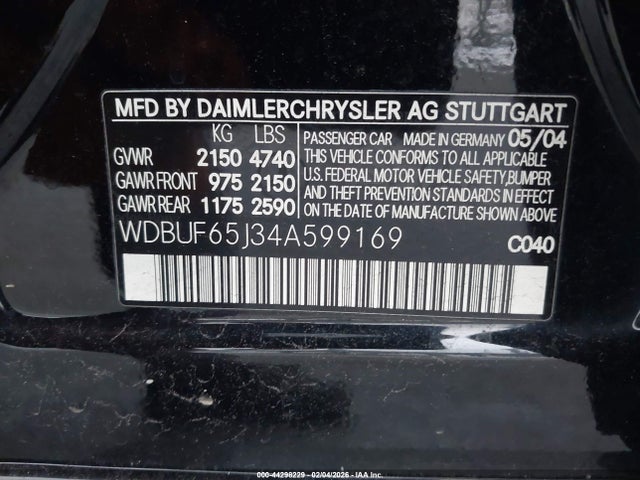 MFD BY DAIMLERCHRYSLER AG STUTTGART
KG LBS
GVWR 2150 4740
GAWR FRONT 975 2150
GAWR REAR 1175 2590
PASSENGER CAR MADE IN GERMANY 05/04
THIS VEHICLE CONFORMS TO ALL APPLICABLE
U.S. FEDERAL MOTOR VEHICLE SAFETY,BUMPER
AND THEFT PREVENTION STANDARDS IN
EFFECT ON THE DATE OF MANUFACTURE SHOWN ABOVE
WDBUF65J34A599169 C040
000-44298229 - 02/04/2026 - IAA Inc.